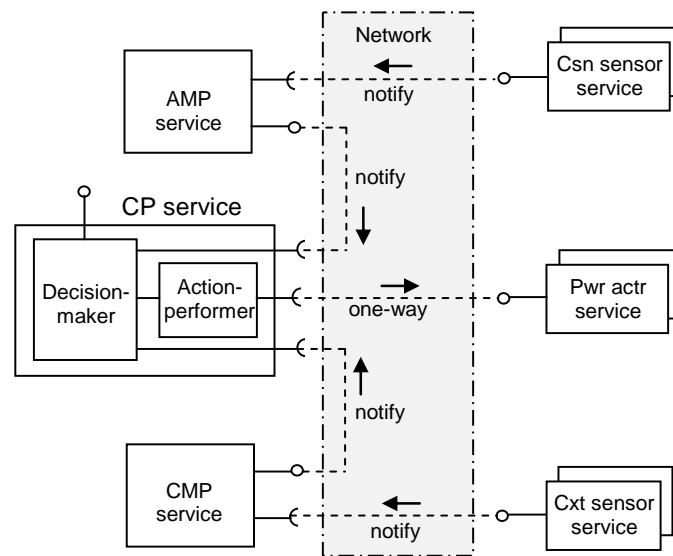 Network
Csn sensor
service
notify
AMP
service
notify
CP service
Decision-
maker
Action-
performer
Pwr actr
service
one-way
notify
CMP
service
Cxt sensor
service
notify